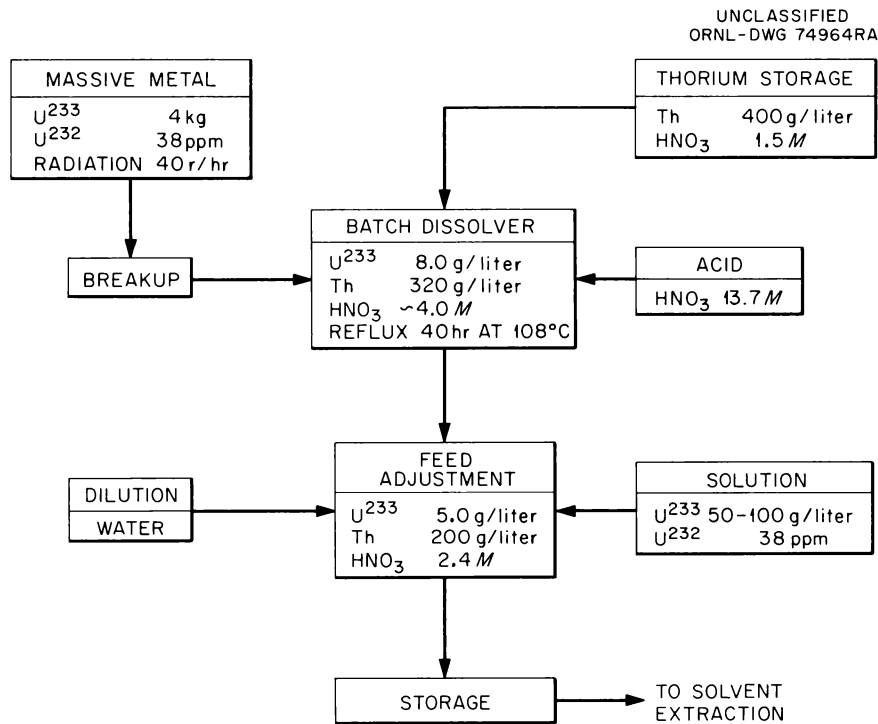 UNCLASSIFIED
ORNL-DWG 74964RA
MASSIVE METAL
U233 4 kg
U232 38 ppm
RADIATION 40 r/hr
THORIUM STORAGE
Th 400 g/liter
HNO3 1.5 M
BREAKUP
BATCH DISSOLVER
U233 8.0 g/liter
Th 320 g/liter
HNO3 ~4.0 M
REFLUX 40 hr AT 108°C
ACID
HNO3 13.7 M
DILUTION
WATER
FEED
ADJUSTMENT
U233 5.0 g/liter
Th 200 g/liter
HNO3 2.4 M
SOLUTION
U233 50-100 g/liter
U232 38 ppm
STORAGE
TO SOLVENT
EXTRACTION